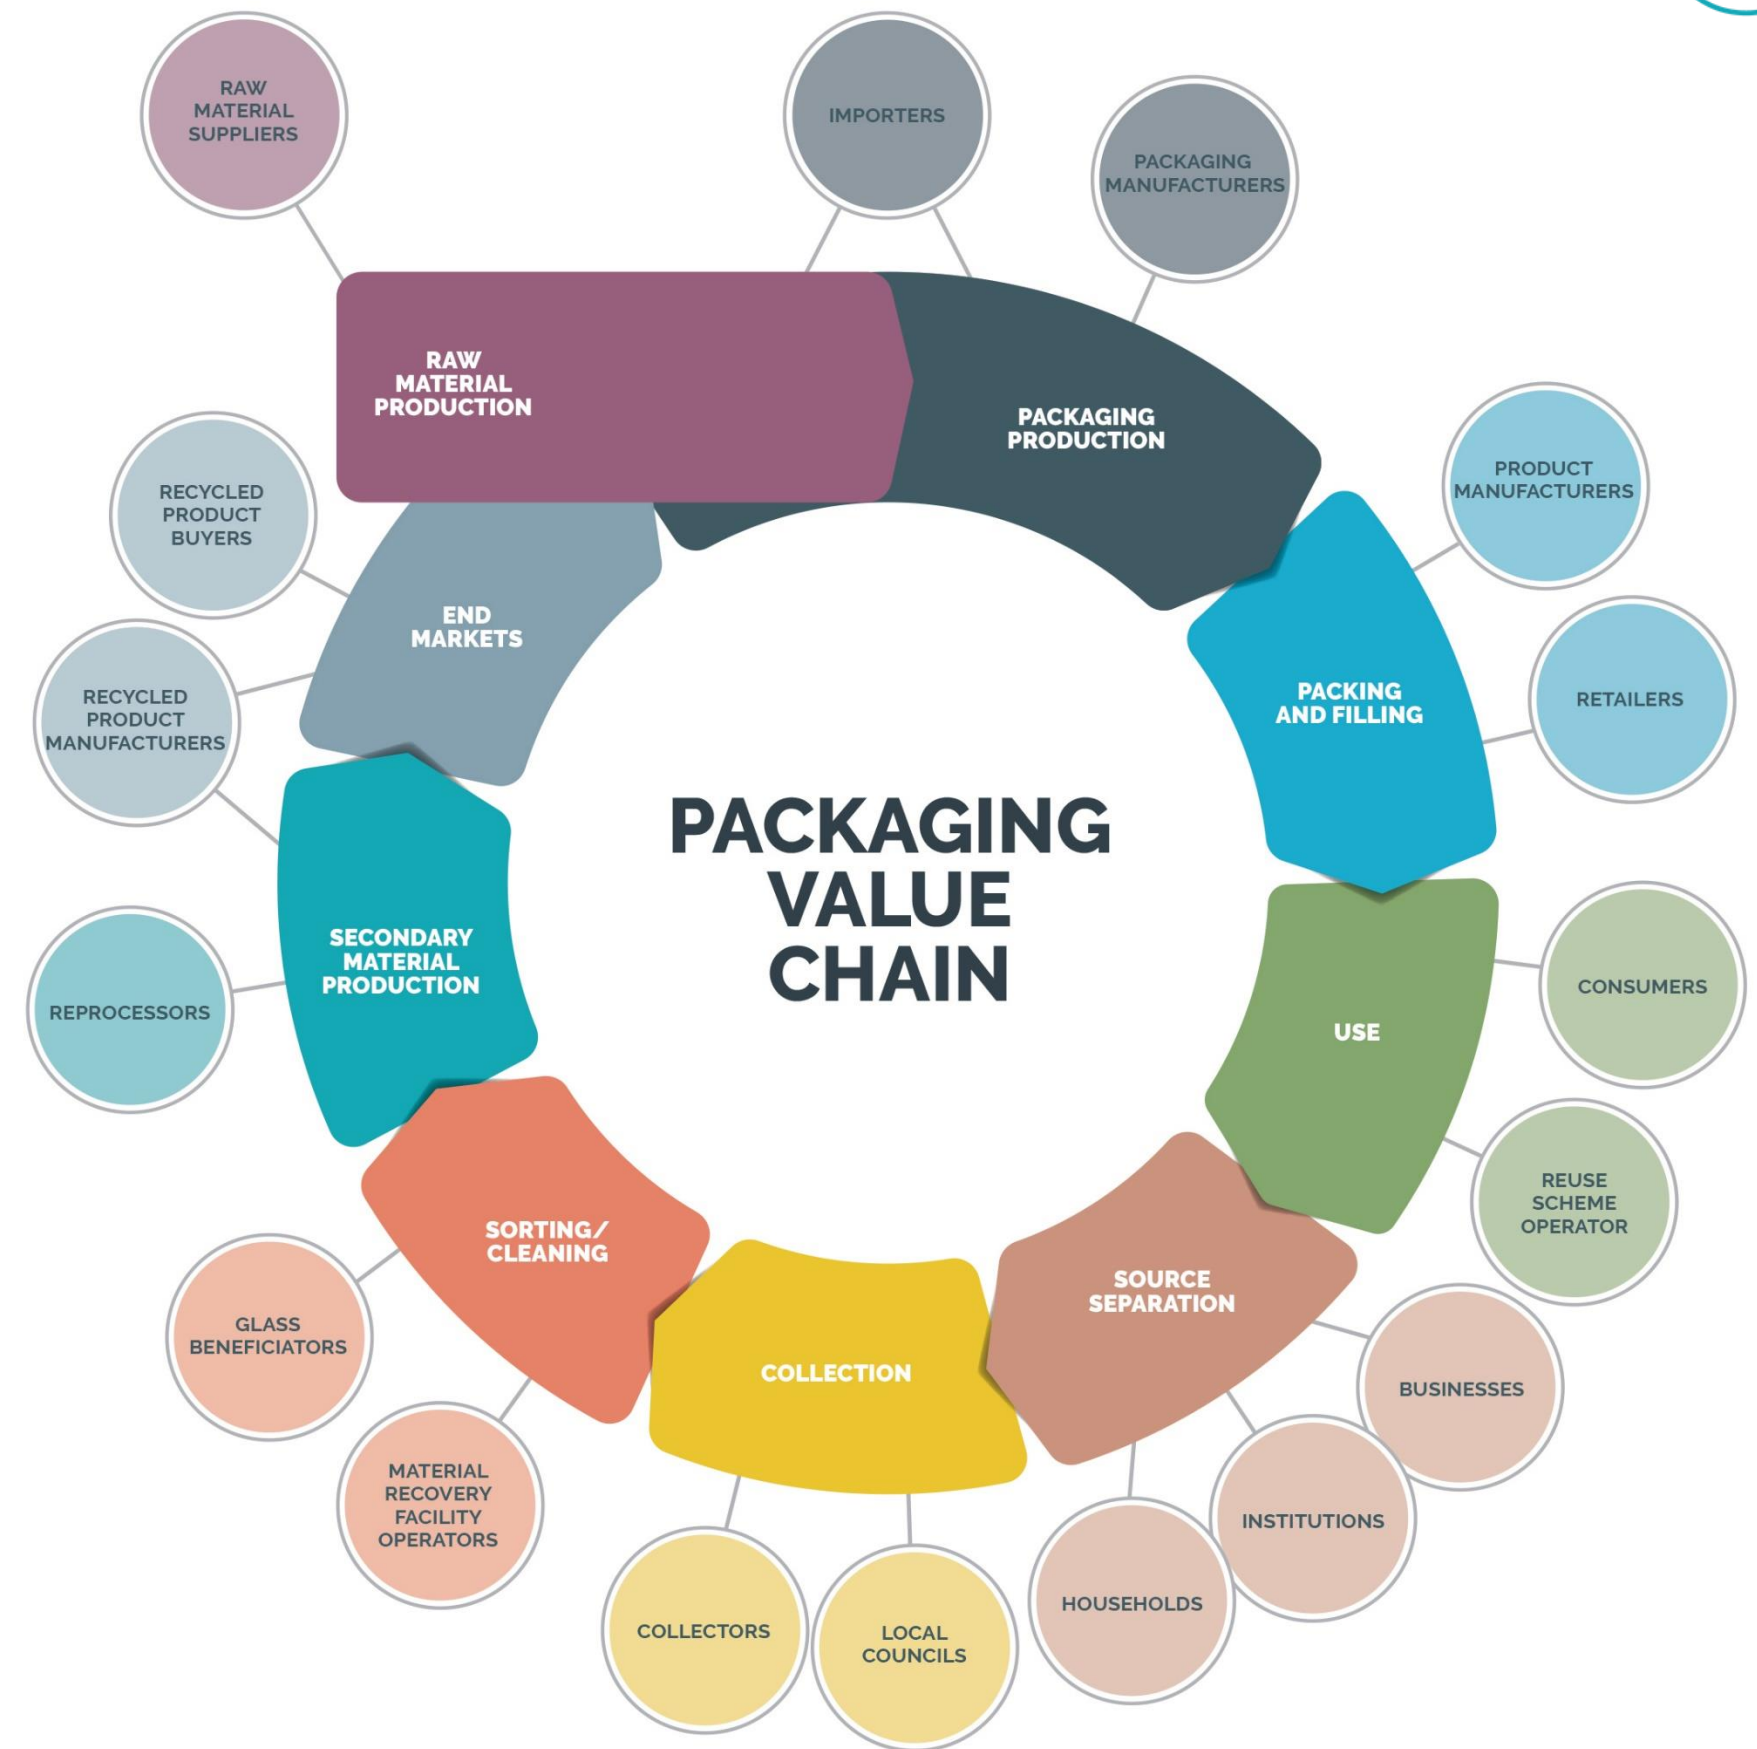 RAW
MATERIAL
SUPPLIERS
IMPORTERS
PACKAGING
MANUFACTURERS
RAW
MATERIAL
PRODUCTION
PACKAGING
PRODUCTION
PRODUCT
MANUFACTURERS
RETAILERS
PACKING
AND FILLING
CONSUMERS
USE
REUSE
SCHEME
OPERATOR
SOURCE
SEPARATION
BUSINESSES
INSTITUTIONS
HOUSEHOLDS
COLLECTION
LOCAL
COUNCILS
COLLECTORS
SORTING/
CLEANING
MATERIAL
RECOVERY
FACILITY
OPERATORS
GLASS
BENEFICIATORS
SECONDARY
MATERIAL
PRODUCTION
REPROCESSORS
RECYCLED
PRODUCT
MANUFACTURERS
END
MARKETS
RECYCLED
PRODUCT
BUYERS
PACKAGING
VALUE
CHAIN